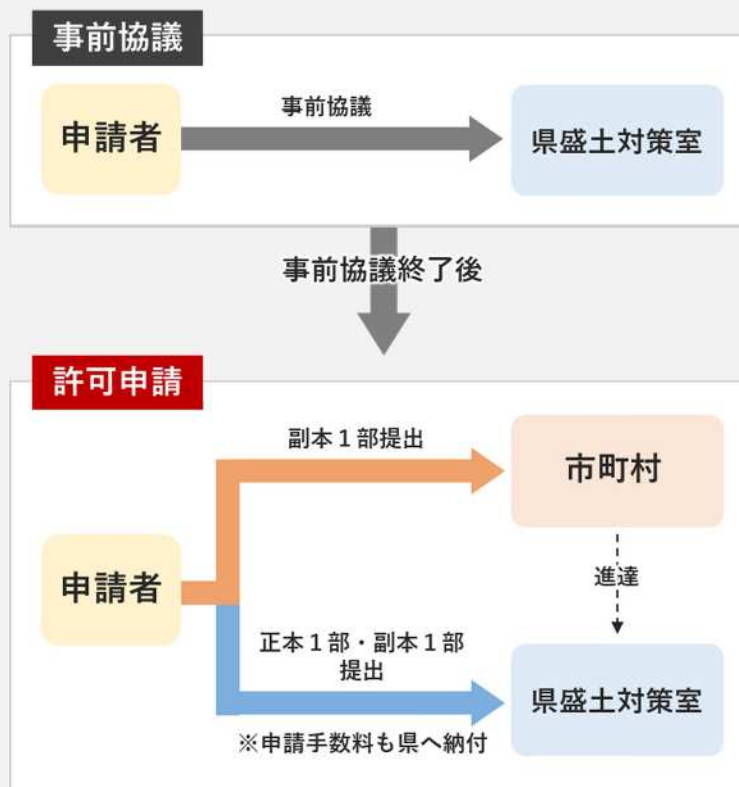 事前協議
申請者
事前協議
県盛土対策室
事前協議終了後
許可申請
副本１部提出
市町村
申請者
進達
正本１部・副本１部
提出
県盛土対策室
※申請手数料も県へ納付